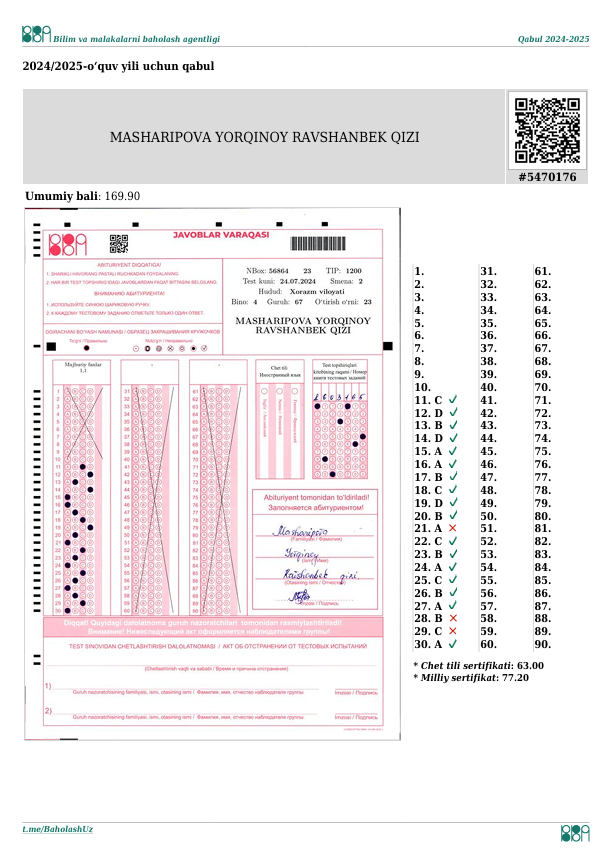 Bilim va malakalarni baholash agentligi
Qabul 2024-2025
2024/2025-o‘quv yili uchun qabul
MASHARIPOVA YORQINOY RAVSHANBEK QIZI
#5470176
Umumiy bali: 169.90
JAVOBLAR VARAQASI
ABITURIYENT DIQQATIGA!
1. SHARIKLI HAVORANG PASTALI RUCHKADAN FOYDALANING.
2. HAR BIR TEST TOPSHIRIG'IDAGI JAVOBLARDAN FAQAT BITTASINI BELGILANG.
ВНИМАНИЮ АБИТУРИЕНТА!
1. ИСПОЛЬЗУЙТЕ СИНЮЮ ШАРИКОВУЮ РУЧКУ.
2. К КАЖДОМУ ТЕСТОВОМУ ЗАДАНИЮ ОТМЕТЬТЕ ТОЛЬКО ОДИН ОТВЕТ.
NBox: 56864 23 TIP: 1200
Test kuni: 24.07.2024 Smena: 2
Hudud: Xorazm viloyati
Bino: 4 Guruh: 67 O'tirish o'rni: 23
MASHARIPOVA YORQINOY
RAVSHANBEK QIZI
DOIRACHANI BO'YASH NAMUNASI / ОБРАЗЕЦ ЗАКРАШИВАНИЯ КРУЖОЧКОВ
To'g'ri / Правильно
Noto'g'ri / Неправильно
Majburiy fanlar
1,1
Chet tili
Иностранный язык
Test topshiriqlari
kitobining raqami / Номер
книги тестовых заданий
Abituriyent tomonidan to'ldiriladi!
Заполняется абитуриентом!
Masharipova
(Familiyasi / Фамилия)
Yorqinoy
(Ismi / Имя)
Ravshanbek qizi
(Otasining ismi / Отчество)
Imzosi / Подпись
Diqqat! Quyidagi dalolatnoma guruh nazoratchilari tomonidan rasmiylashtiriladi!
Внимание! Нижеследующий акт оформляется наблюдателями группы!
TEST SINOVIDAN CHETLASHTIRISH DALOLATNOMASI / АКТ ОБ ОТСТРАНЕНИИ ОТ ТЕСТОВЫХ ИСПЫТАНИЙ
(Chetlashtirish vaqti va sababi / Время и причина отстранения)
1)
Guruh nazoratchisining familiyasi, ismi, otasining ismi / Фамилия, имя, отчество наблюдателя группы
Imzosi / Подпись
2)
Guruh nazoratchisining familiyasi, ismi, otasining ismi / Фамилия, имя, отчество наблюдателя группы
Imzosi / Подпись
1. 31. 61.
2. 32. 62.
3. 33. 63.
4. 34. 64.
5. 35. 65.
6. 36. 66.
7. 37. 67.
8. 38. 68.
9. 39. 69.
10. 40. 70.
11. C ✓ 41. 71.
12. D ✓ 42. 72.
13. B ✓ 43. 73.
14. D ✓ 44. 74.
15. A ✓ 45. 75.
16. A ✓ 46. 76.
17. B ✓ 47. 77.
18. C ✓ 48. 78.
19. D ✓ 49. 79.
20. B ✓ 50. 80.
21. A ✗ 51. 81.
22. C ✓ 52. 82.
23. B ✓ 53. 83.
24. A ✓ 54. 84.
25. C ✓ 55. 85.
26. B ✓ 56. 86.
27. A ✓ 57. 87.
28. B ✗ 58. 88.
29. C ✗ 59. 89.
30. A ✓ 60. 90.
* Chet tili sertifikati: 63.00
* Milliy sertifikat: 77.20
t.me/BaholashUz